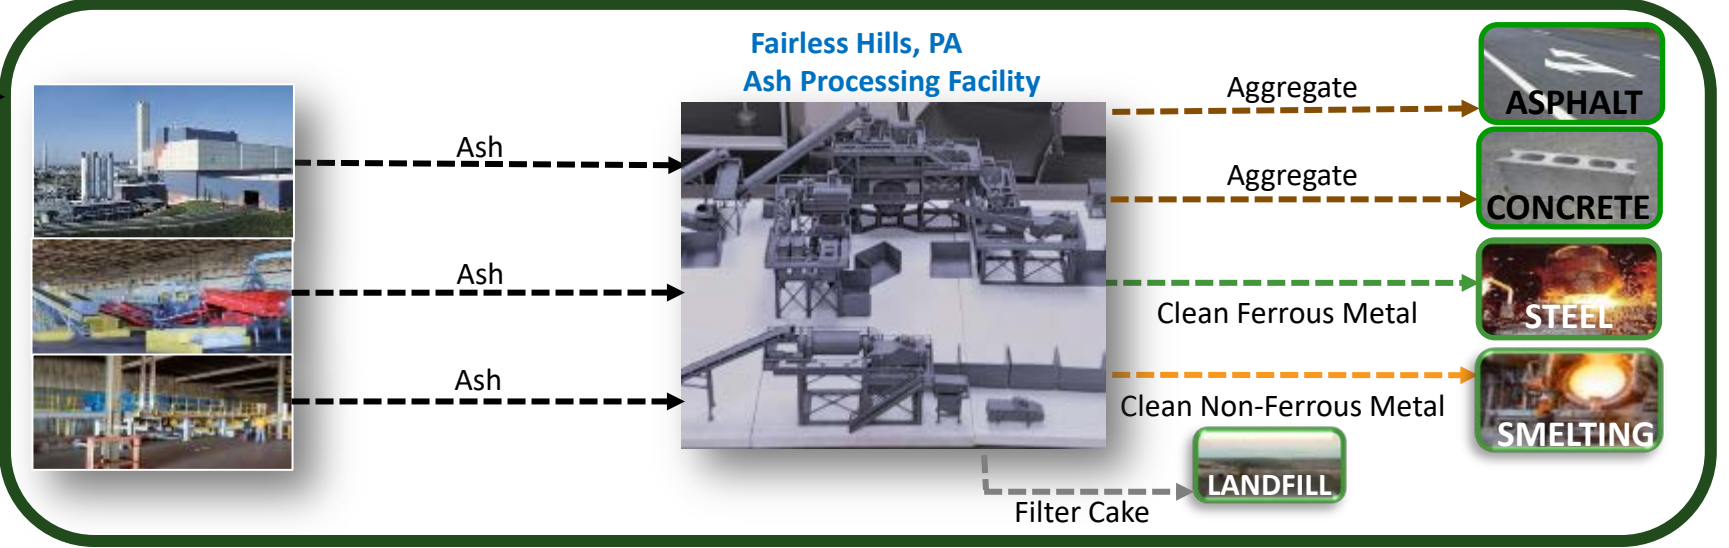 Fairless Hills, PA
Ash Processing Facility
Ash
Ash
Ash
Aggregate
ASPHALT
Aggregate
CONCRETE
Clean Ferrous Metal
STEEL
Clean Non-Ferrous Metal
SMELTING
Filter Cake
LANDFILL